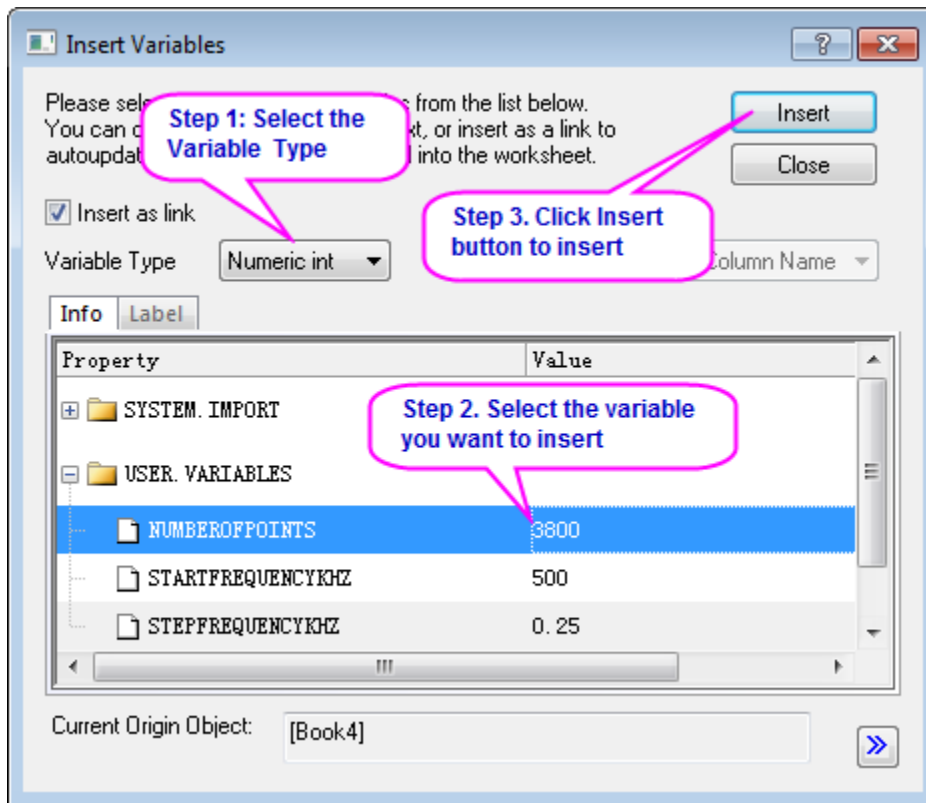 Insert Variables
?
Please sele
s from the list below.
You can
xt, or insert as a link to
autoupdat
into the worksheet.
Step 1: Select the
Variable Type
Insert
Close
Insert as link
Step 3. Click Insert
button to insert
Variable Type
Numeric int
Column Name
Info
Label
Property
Value
SYSTEM.IMPORT
Step 2. Select the variable
you want to insert
USER.VARIABLES
NUMBEROFPOINTS
3800
STARTFREQUENCYKHZ
500
STEPFREQUENCYKHZ
0.25
Current Origin Object:
[Book4]